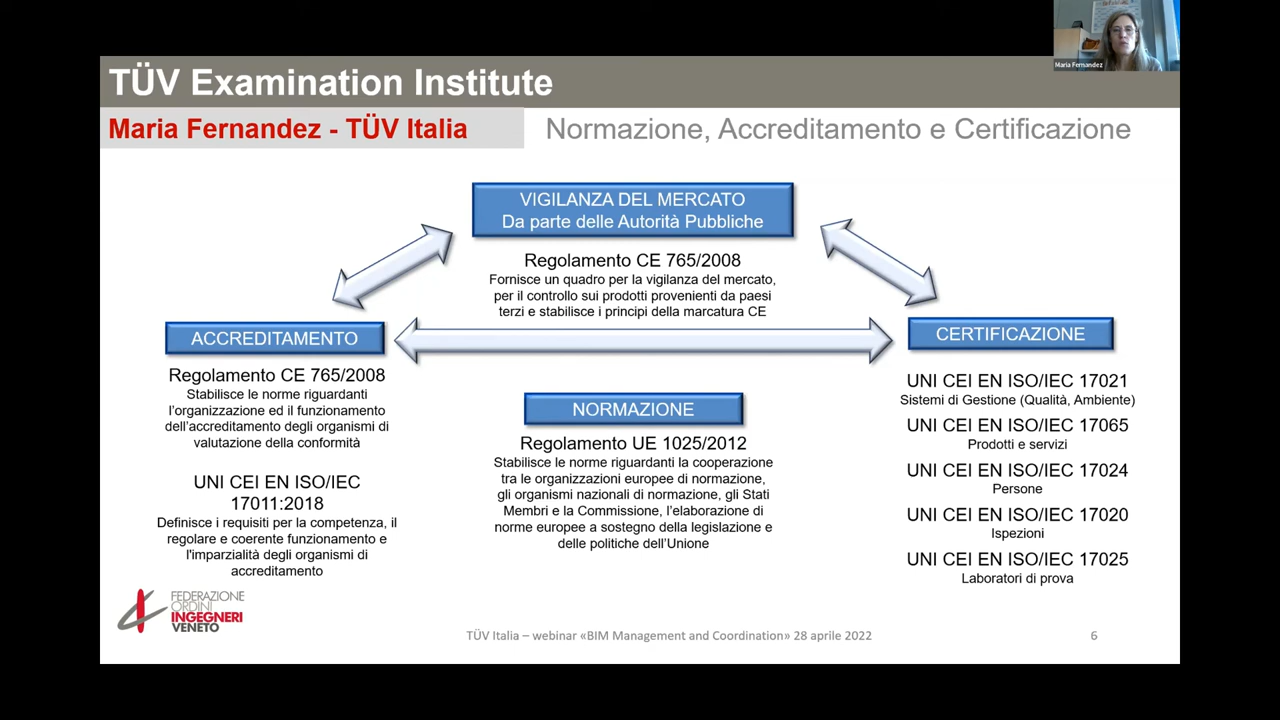 Maria Fernandez
TÜV Examination Institute
Maria Fernandez - TÜV Italia
Normazione, Accreditamento e Certificazione
VIGILANZA DEL MERCATO
Da parte delle Autorità Pubbliche
Regolamento CE 765/2008
Fornisce un quadro per la vigilanza del mercato,
per il controllo sui prodotti provenienti da paesi
terzi e stabilisce i principi della marcatura CE
ACCREDITAMENTO
Regolamento CE 765/2008
Stabilisce le norme riguardanti
l’organizzazione ed il funzionamento
dell’accreditamento degli organismi di
valutazione della conformità
UNI CEI EN ISO/IEC
17011:2018
Definisce i requisiti per la competenza, il
regolare e coerente funzionamento e
l'imparzialità degli organismi di
accreditamento
NORMAZIONE
Regolamento UE 1025/2012
Stabilisce le norme riguardanti la cooperazione
tra le organizzazioni europee di normazione,
gli organismi nazionali di normazione, gli Stati
Membri e la Commissione, l’elaborazione di
norme europee a sostegno della legislazione e
delle politiche dell’Unione
CERTIFICAZIONE
UNI CEI EN ISO/IEC 17021
Sistemi di Gestione (Qualità, Ambiente)
UNI CEI EN ISO/IEC 17065
Prodotti e servizi
UNI CEI EN ISO/IEC 17024
Persone
UNI CEI EN ISO/IEC 17020
Ispezioni
UNI CEI EN ISO/IEC 17025
Laboratori di prova
FEDERAZIONE
ORDINI
INGEGNERI
VENETO
TÜV Italia – webinar «BIM Management and Coordination» 28 aprile 2022
6